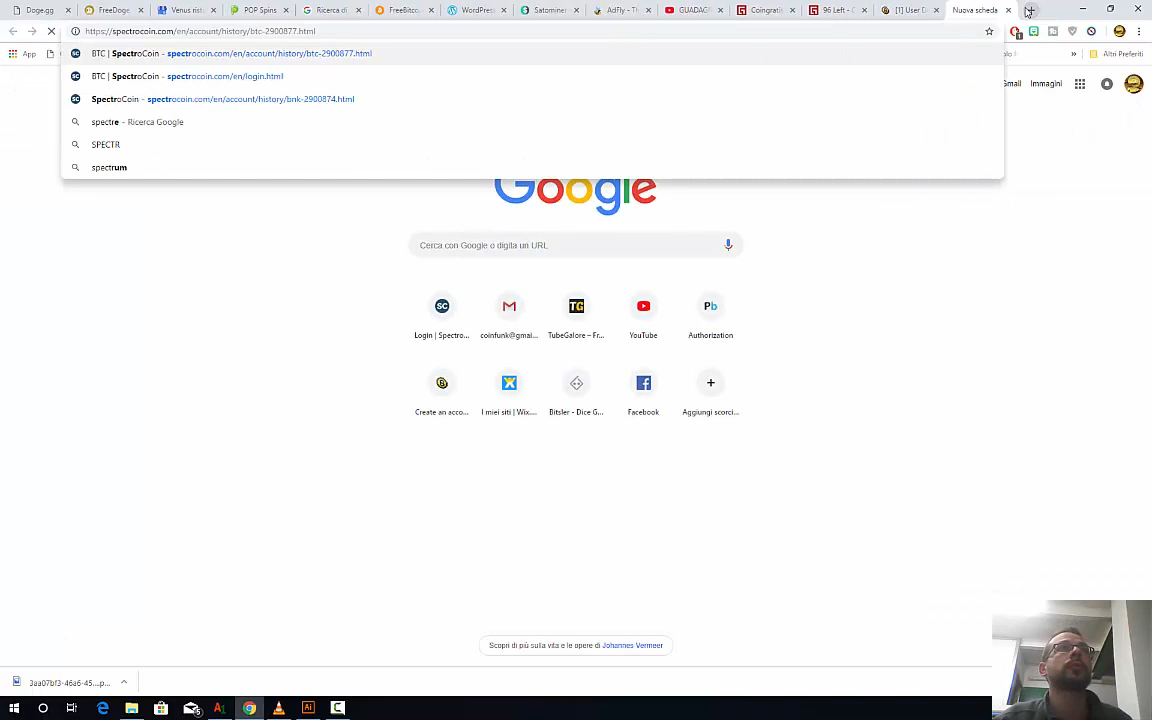 Doge.gg
FreeDoge.
Venus rist
POP Spins
Ricerca di
FreeBitco
WordPres
Satominer
AdFly - Th
GUADAG
Coingrati
96 Left - C
[1] User D
Nuova scheda
https://spectrocoin.com/en/account/history/btc-2900877.html
BTC | SpectroCoin - spectrocoin.com/en/account/history/btc-2900877.html
BTC | SpectroCoin - spectrocoin.com/en/login.html
SpectroCoin - spectrocoin.com/en/account/history/bnk-2900874.html
spectre - Ricerca Google
SPECTR
spectrum
App
» Altri Preferiti
Gmail Immagini
Google
Cerca con Google o digita un URL
SC TG Pb
Login | Spectro... coinfunk@gmai... TubeGalore – Fr... YouTube Authorization
Create an acco... I miei siti | Wix.... Bitsler - Dice G... Facebook Aggiungi scorci...
Scopri di più sulla vita e le opere di Johannes Vermeer
3aa07bf3-46a6-45....p...